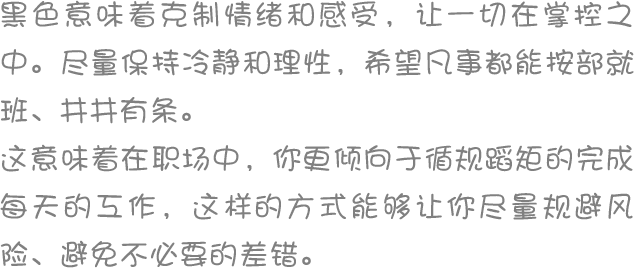 黑色意味着克制情绪和感受，让一切在掌控之
中。尽量保持冷静和理性，希望凡事都能按部就
班、井井有条。
这意味着在职场中，你更倾向于循规蹈矩的完成
每天的工作，这样的方式能够让你尽量规避风
险、避免不必要的差错。